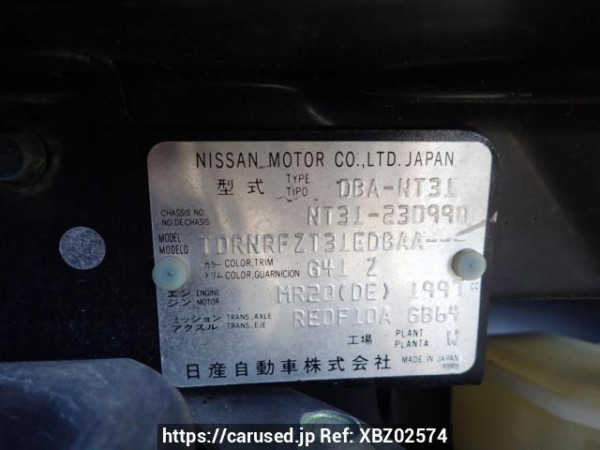 NISSAN MOTOR CO.,LTD. JAPAN
型式 TYPE TIPO DBA-NT31
CHASSIS NO. NO.DECHASIS NT31-230990
MODEL MODELO TDRNRFZT31EDBAA---
カラー COLOR,TRIM トリム COLOR,GUARNICION G41 Z
エンジン ENGINE MOTOR MR20(DE) 1997 CC
ミッション TRANS.,AXLE アクスル TRANS.,EJE RE0F10A GB64
工場 PLANT PLANTA W
日産自動車株式会社 MADE IN JAPAN
https://carused.jp Ref: XBZ02574